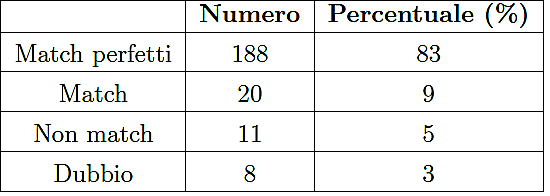 Numero Percentuale (%)
Match perfetti 188 83
Match 20 9
Non match 11 5
Dubbio 8 3